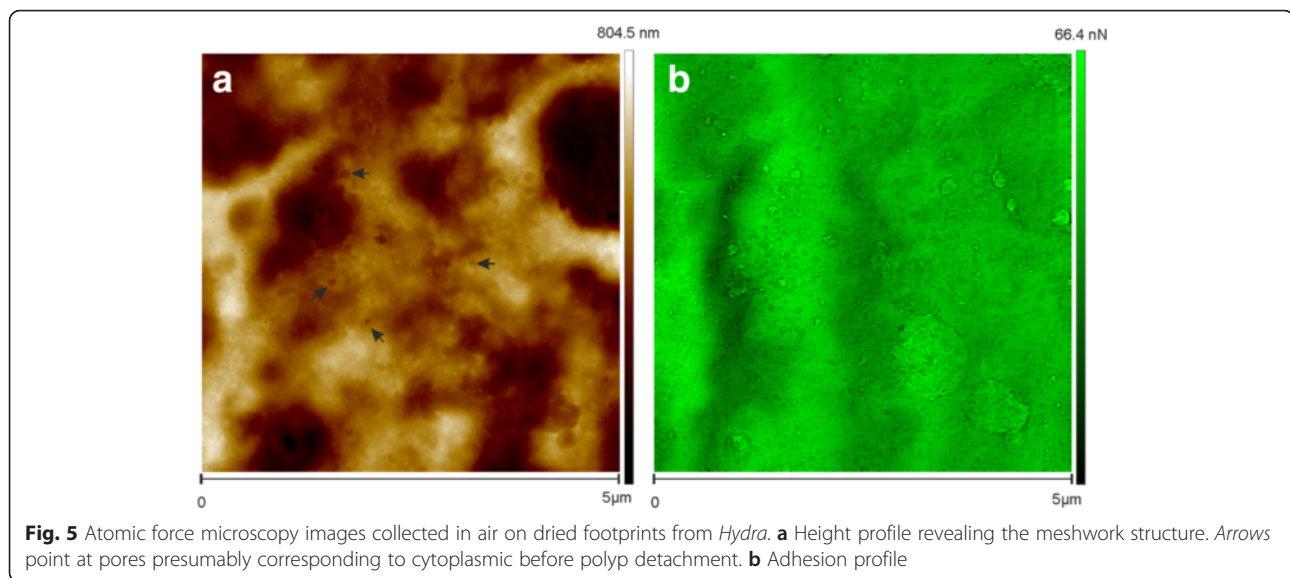 804.5 nm
66.4 nN
a
b
0
5µm
0
5µm
Fig. 5 Atomic force microscopy images collected in air on dried footprints from Hydra. a Height profile revealing the meshwork structure. Arrows
point at pores presumably corresponding to cytoplasmic before polyp detachment. b Adhesion profile